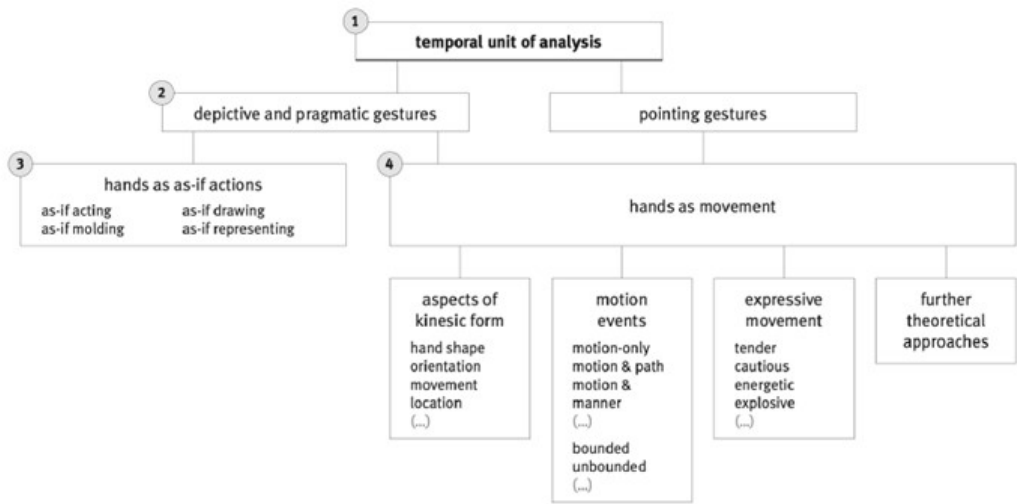 1
temporal unit of analysis
2
depictive and pragmatic gestures
pointing gestures
3
hands as as-if actions
as-if acting as-if drawing
as-if molding as-if representing
4
hands as movement
aspects of
kinesic form
hand shape
orientation
movement
location
(...)
motion
events
motion-only
motion & path
motion &
manner
(...)
bounded
unbounded
(...)
expressive
movement
tender
cautious
energetic
explosive
(...)
further
theoretical
approaches